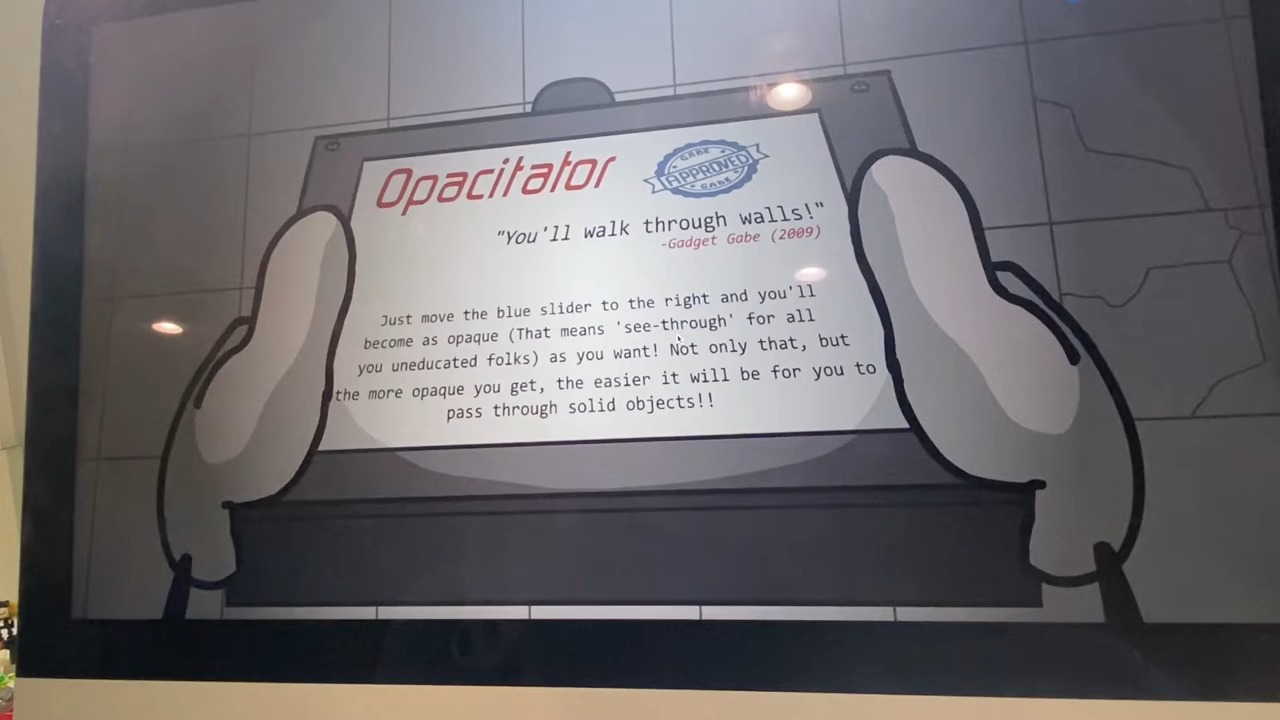 Opacitator
GABE
APPROVED
GABE
"You'll walk through walls!"
-Gadget Gabe (2009)
Just move the blue slider to the right and you'll
become as opaque (That means 'see-through' for all
you uneducated folks) as you want! Not only that, but
the more opaque you get, the easier it will be for you to
pass through solid objects!!